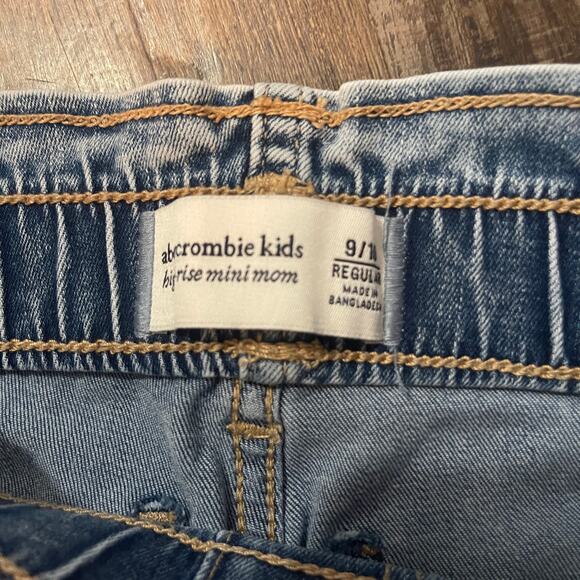 abercrombie kids
high rise mini mom
9/10
REGULAR
MADE IN
BANGLADESH